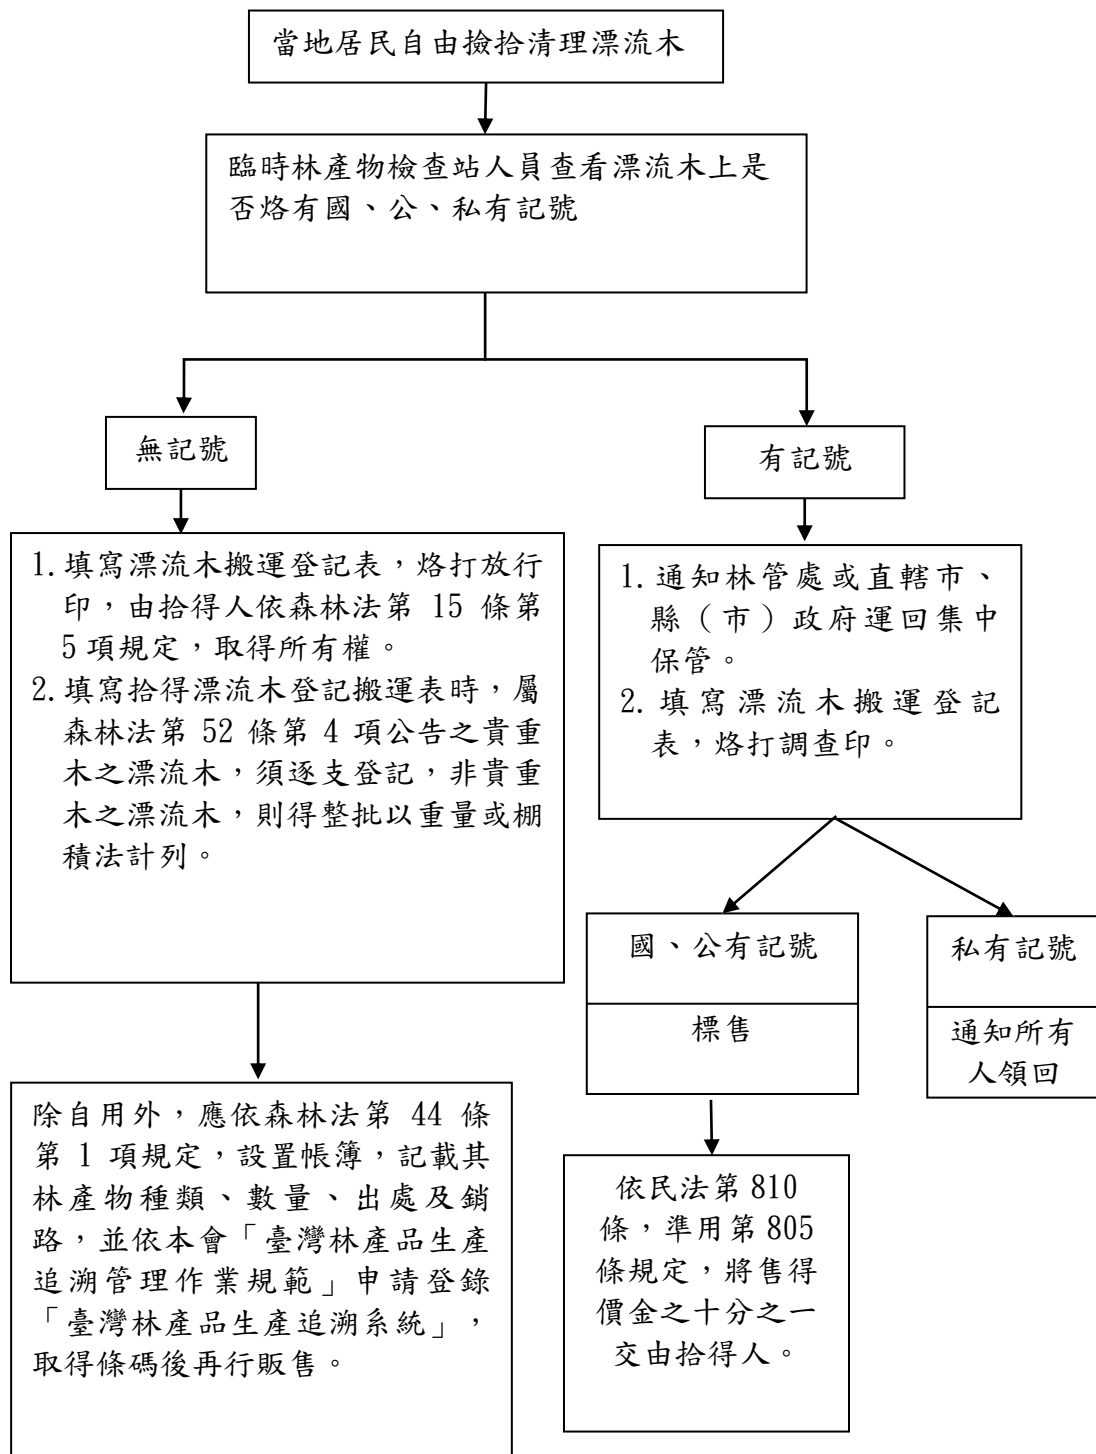 當地居民自由撿拾清理漂流木
臨時林產物檢查站人員查看漂流木上是
否烙有國、公、私有記號
無記號
有記號
1. 填寫漂流木搬運登記表，烙打放行
印，由拾得人依森林法第 15 條第
5 項規定，取得所有權。
2. 填寫拾得漂流木登記搬運表時，屬
森林法第 52 條第 4 項公告之貴重
木之漂流木，須逐支登記，非貴重
木之漂流木，則得整批以重量或棚
積法計列。
1. 通知林管處或直轄市、
縣（市）政府運回集中
保管。
2. 填寫漂流木搬運登記
表，烙打調查印。
國、公有記號
標售
私有記號
通知所有
人領回
除自用外，應依森林法第 44 條
第 1 項規定，設置帳簿，記載其
林產物種類、數量、出處及銷
路，並依本會「臺灣林產品生產
追溯管理作業規範」申請登錄
「臺灣林產品生產追溯系統」，
取得條碼後再行販售。
依民法第 810
條，準用第 805
條規定，將售得
價金之十分之一
交由拾得人。